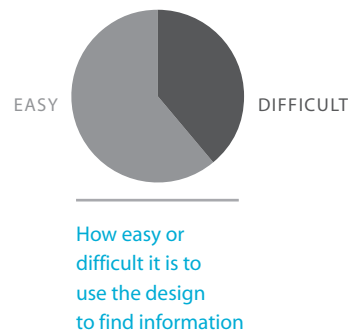 EASY
DIFFICULT
How easy or
difficult it is to
use the design
to find information